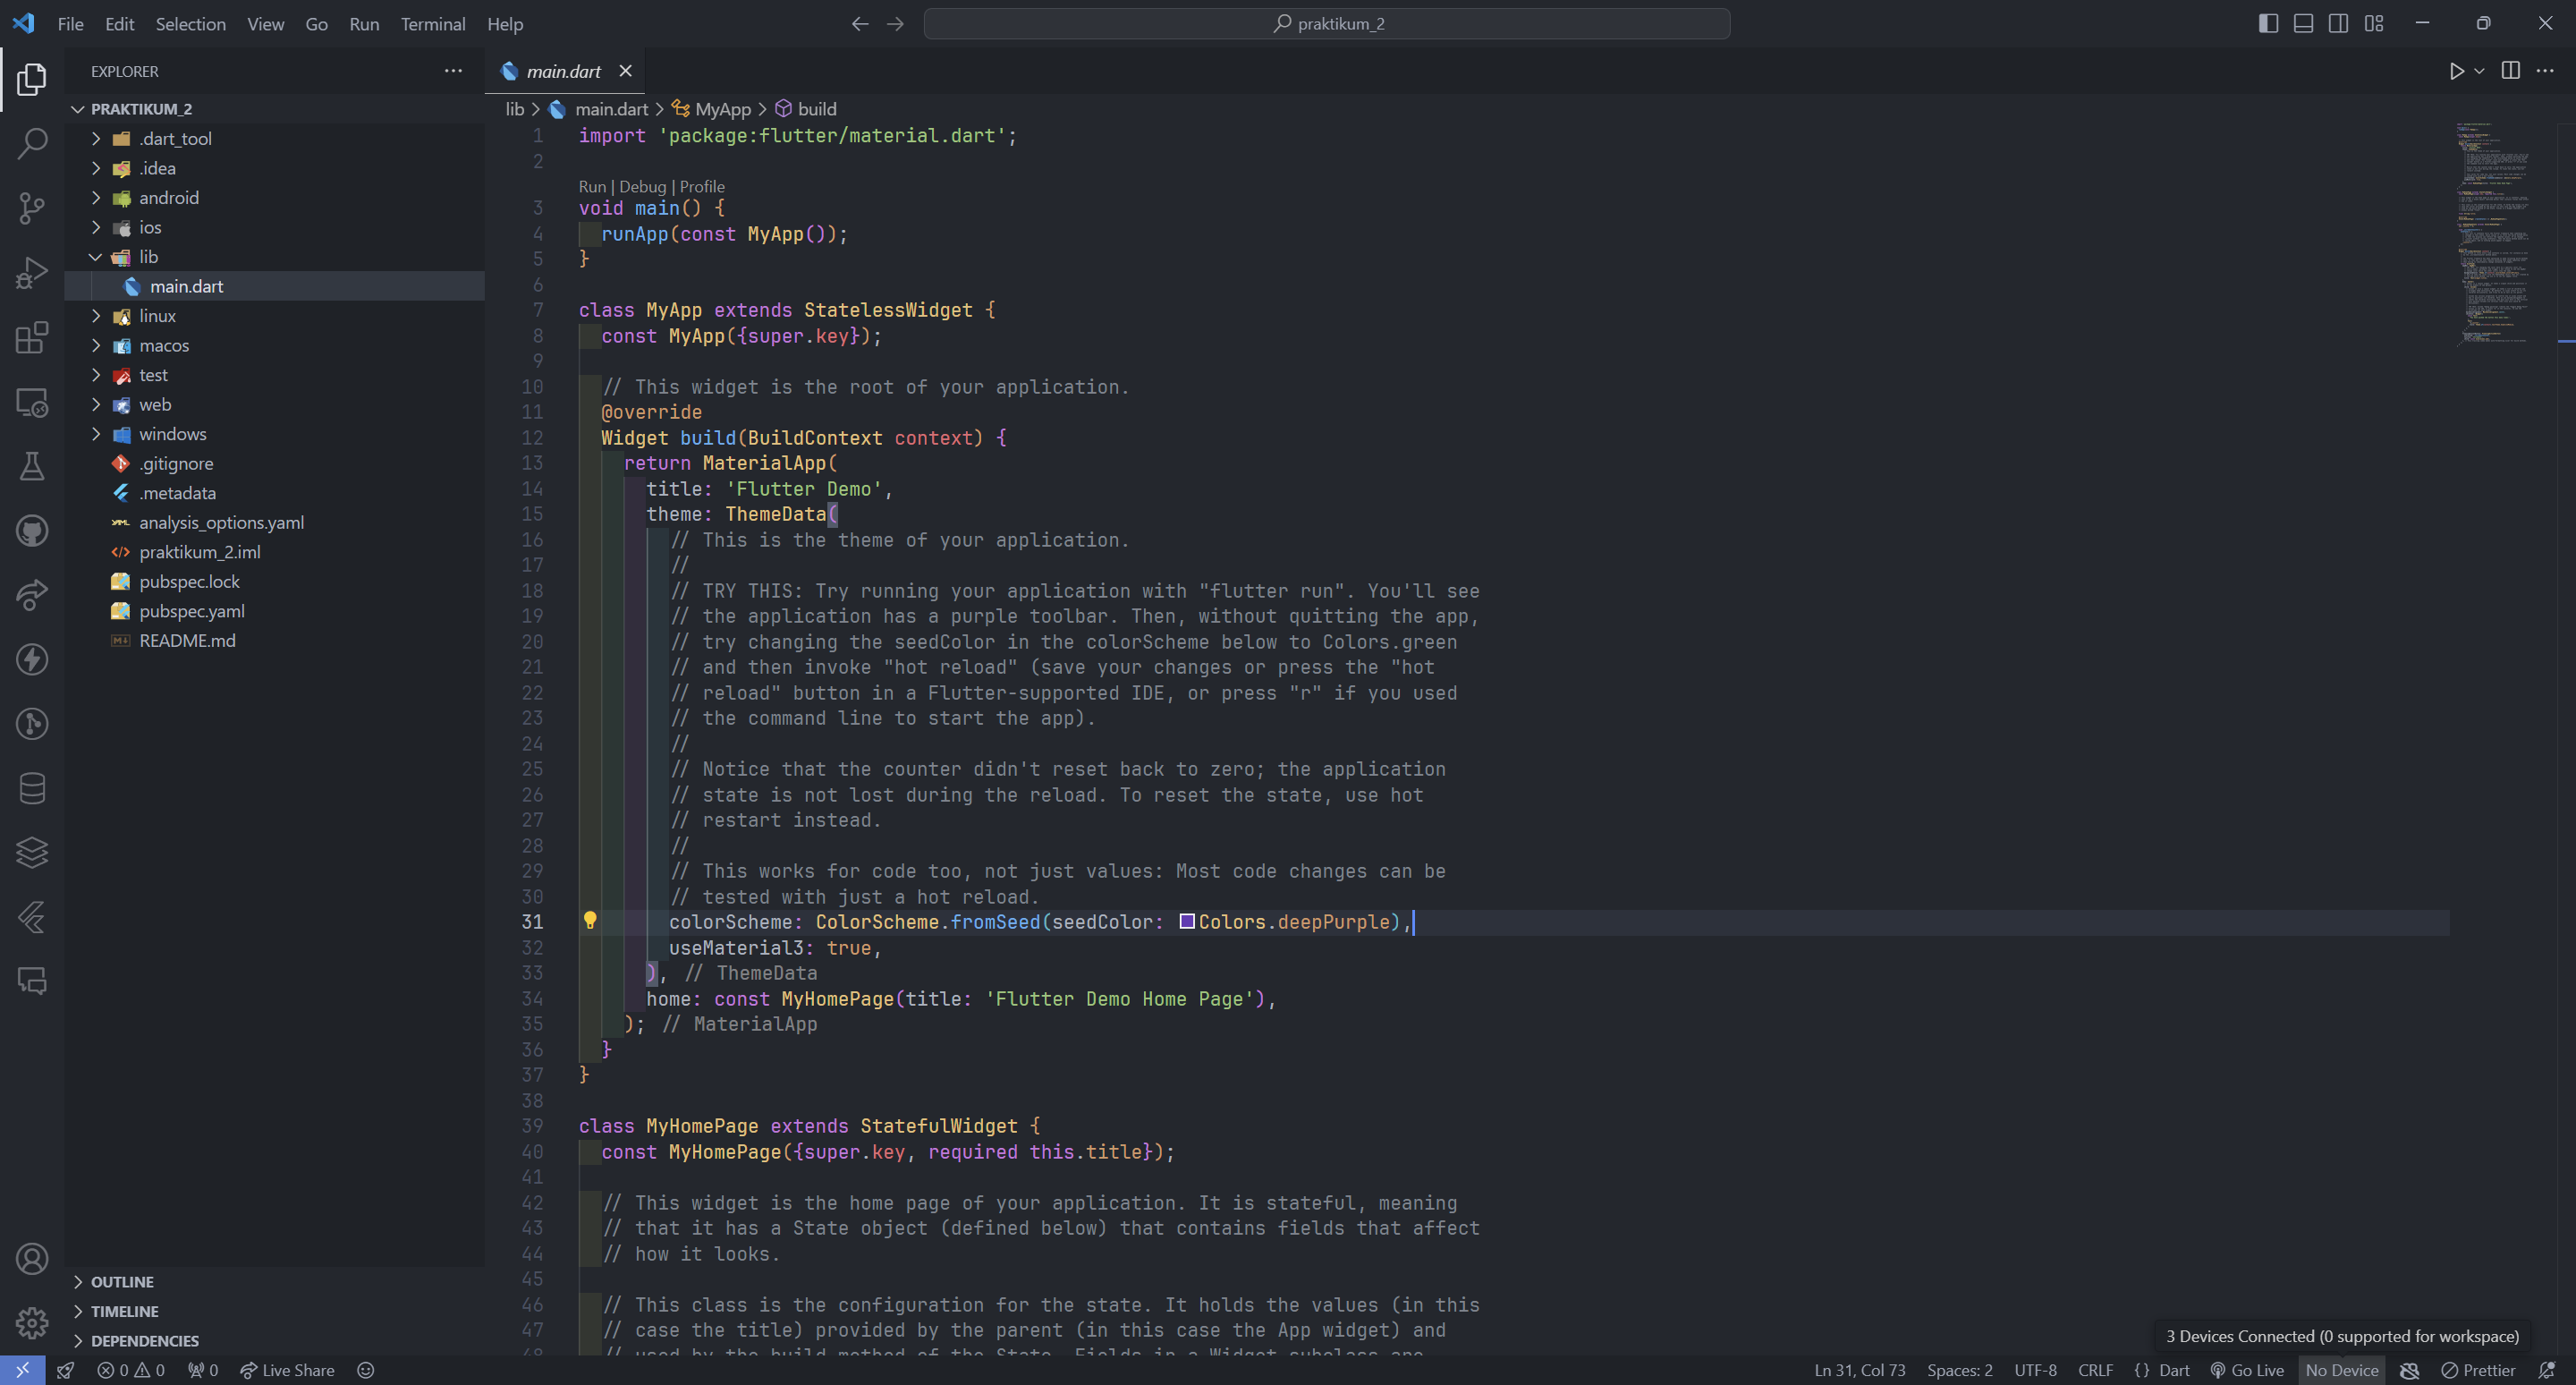 File Edit Selection View Go Run Terminal Help
praktikum_2
EXPLORER
PRAKTIKUM_2
.dart_tool
.idea
android
ios
lib
main.dart
linux
macos
test
web
windows
.gitignore
.metadata
analysis_options.yaml
praktikum_2.iml
pubspec.lock
pubspec.yaml
README.md
OUTLINE
TIMELINE
DEPENDENCIES
main.dart
lib > main.dart > MyApp > build
1 import 'package:flutter/material.dart';
2
Run | Debug | Profile
3 void main() {
4 runApp(const MyApp());
5 }
6
7 class MyApp extends StatelessWidget {
8 const MyApp({super.key});
9
10 // This widget is the root of your application.
11 @override
12 Widget build(BuildContext context) {
13 return MaterialApp(
14 title: 'Flutter Demo',
15 theme: ThemeData(
16 // This is the theme of your application.
17 //
18 // TRY THIS: Try running your application with "flutter run". You'll see
19 // the application has a purple toolbar. Then, without quitting the app,
20 // try changing the seedColor in the colorScheme below to Colors.green
21 // and then invoke "hot reload" (save your changes or press the "hot
22 // reload" button in a Flutter-supported IDE, or press "r" if you used
23 // the command line to start the app).
24 //
25 // Notice that the counter didn't reset back to zero; the application
26 // state is not lost during the reload. To reset the state, use hot
27 // restart instead.
28 //
29 // This works for code too, not just values: Most code changes can be
30 // tested with just a hot reload.
31 colorScheme: ColorScheme.fromSeed(seedColor: Colors.deepPurple),
32 useMaterial3: true,
33 ), // ThemeData
34 home: const MyHomePage(title: 'Flutter Demo Home Page'),
35 ); // MaterialApp
36 }
37 }
38
39 class MyHomePage extends StatefulWidget {
40 const MyHomePage({super.key, required this.title});
41
42 // This widget is the home page of your application. It is stateful, meaning
43 // that it has a State object (defined below) that contains fields that affect
44 // how it looks.
45
46 // This class is the configuration for the state. It holds the values (in this
47 // case the title) provided by the parent (in this case the App widget) and
48 // used by the build method of the State. Fields in a Widget subclass are
3 Devices Connected (0 supported for workspace)
0 0 0 Live Share
Ln 31, Col 73 Spaces: 2 UTF-8 CRLF {} Dart Go Live No Device Prettier